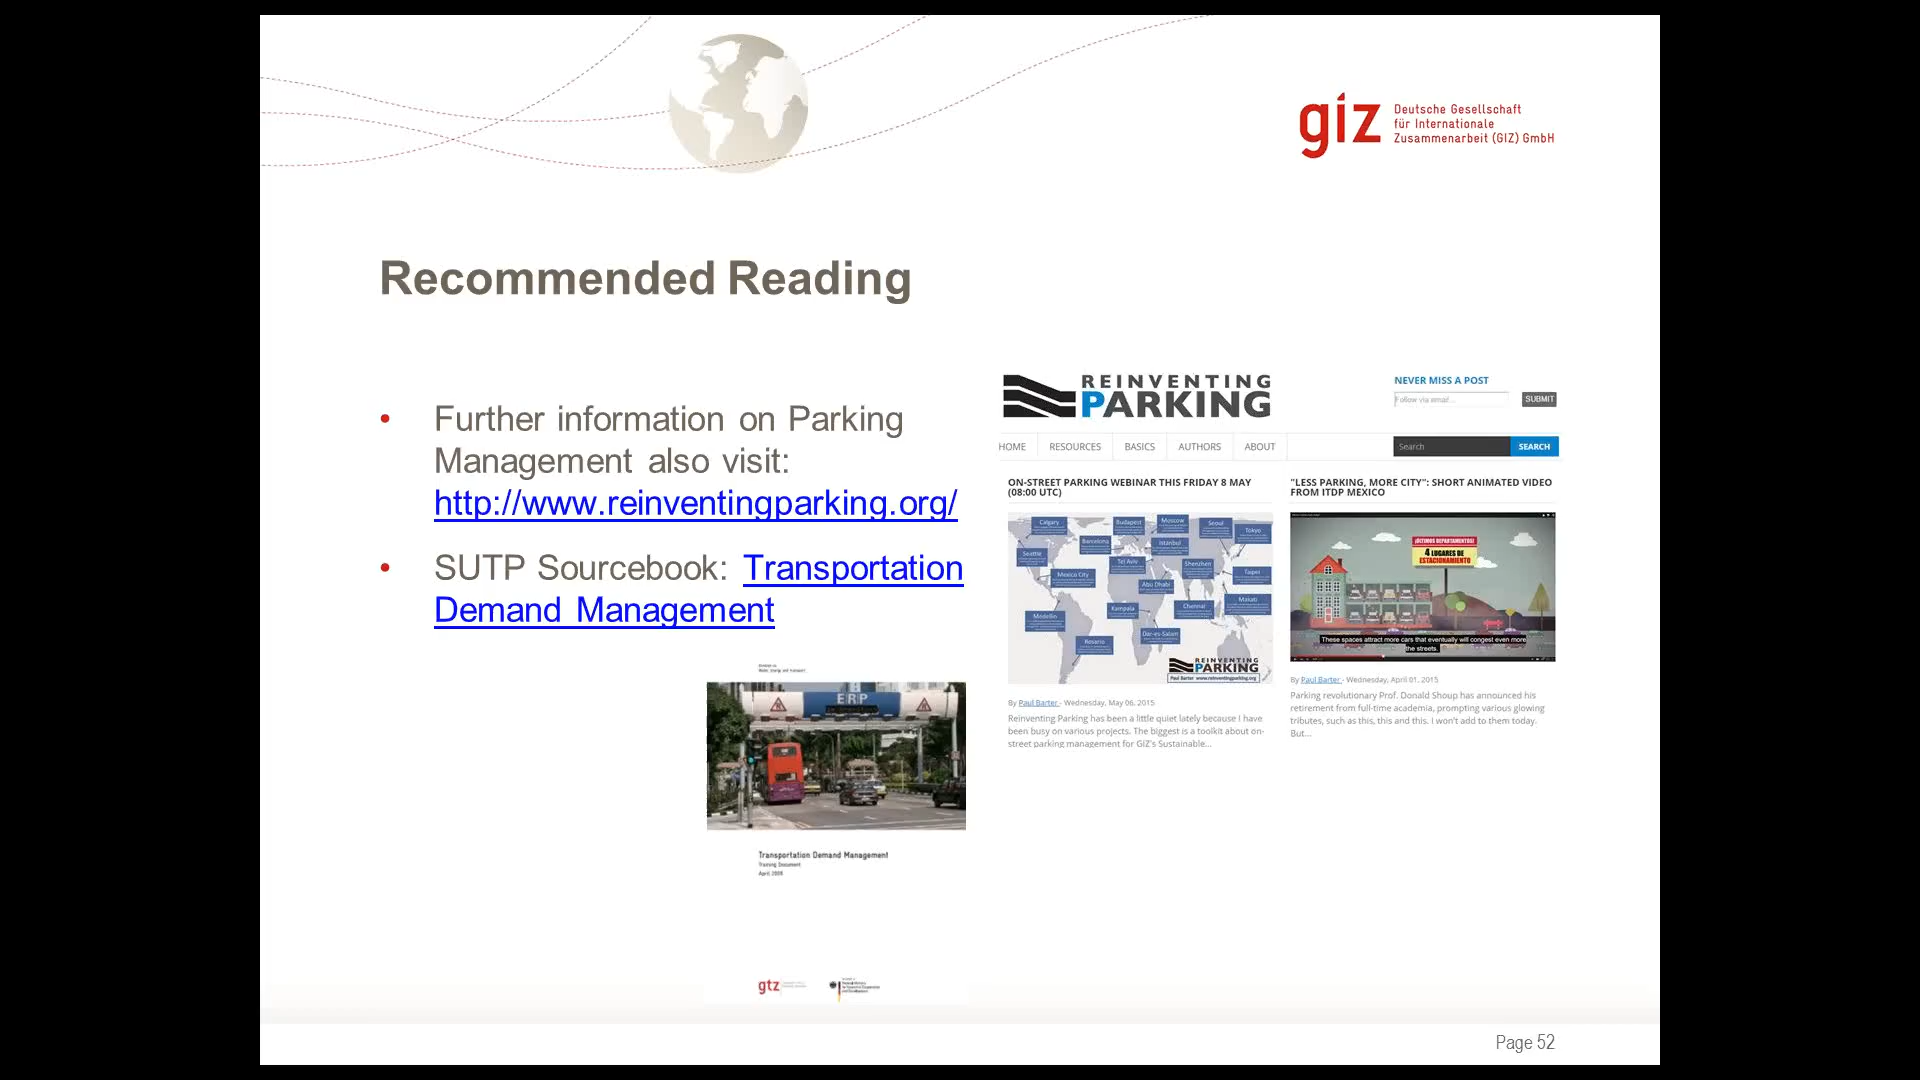 giz
Deutsche Gesellschaft
für Internationale
Zusammenarbeit (GIZ) GmbH
Recommended Reading
• Further information on Parking
Management also visit:
http://www.reinventingparking.org/
• SUTP Sourcebook: Transportation
Demand Management
ERP
Transportation Demand Management
Training Document
gtz
REINVENTING
PARKING
NEVER MISS A POST
Follow via email...
SUBMIT
HOME RESOURCES BASICS AUTHORS ABOUT
Search SEARCH
ON-STREET PARKING WEBINAR THIS FRIDAY 8 MAY
(08:00 UTC)
Calgary
Budapest
Moscow
Seoul
Tokyo
Barcelona
Istanbul
Seattle
Tel Aviv
Shenzhen
Taipei
Mexico City
Abu Dhabi
Makati
Kampala
Chennai
Medellin
Rosario
Dar-es-Salam
REINVENTING
PARKING
Paul Barter www.reinventingparking.org
By Paul Barter - Wednesday, May 06, 2015
Reinventing Parking has been a little quiet lately because I have
been busy on various projects. The biggest is a toolkit about on-
street parking management for GIZ's Sustainable...
"LESS PARKING, MORE CITY": SHORT ANIMATED VIDEO
FROM ITDP MEXICO
¡ÚLTIMOS DEPARTAMENTOS!
4 LUGARES DE
ESTACIONAMIENTO
These spaces attract more cars that eventually will congest even more
the streets.
By Paul Barter - Wednesday, April 01, 2015
Parking revolutionary Prof. Donald Shoup has announced his
retirement from full-time academia, prompting various glowing
tributes, such as this, this and this. I won't add to them today.
But...
Page 52